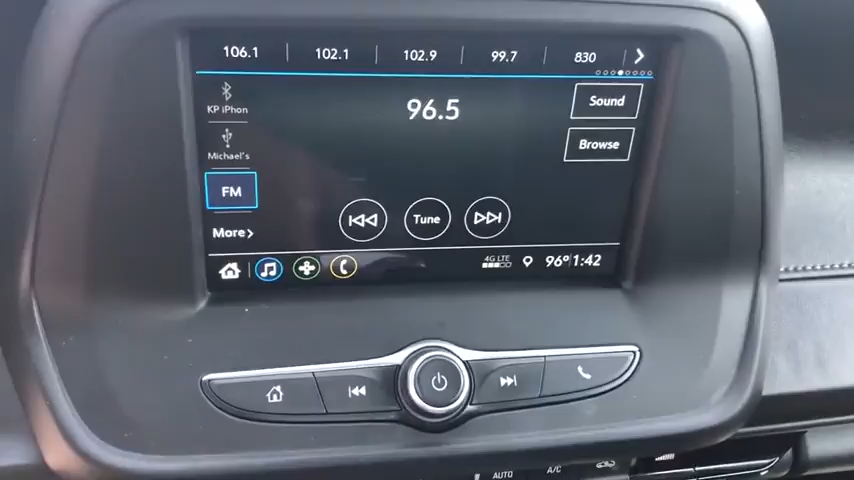 106.1 102.1 102.9 99.7 830
KP iPhon
96.5
Sound
Michael's
Browse
FM
Tune
More
4G LTE
96° 1:42
AUTO A/C